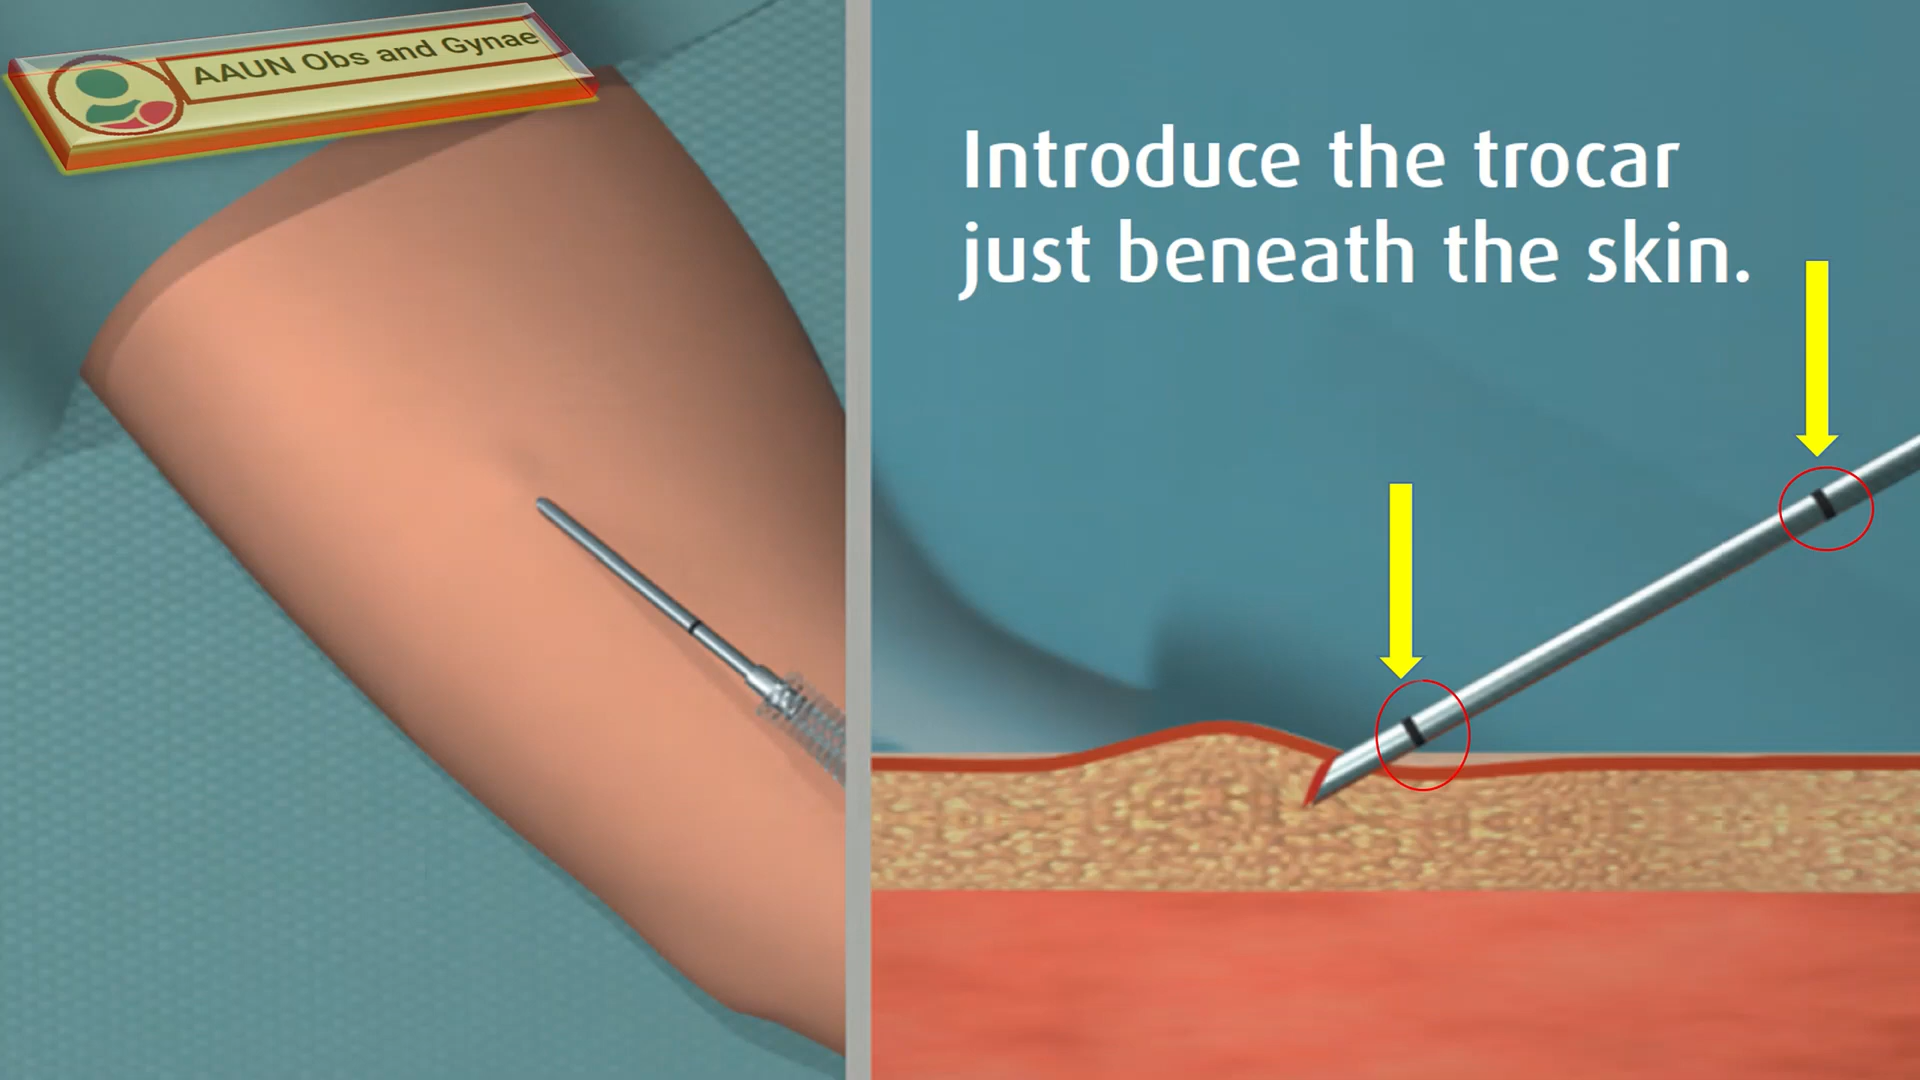 AAUN Obs and Gynae
Introduce the trocar
just beneath the skin.